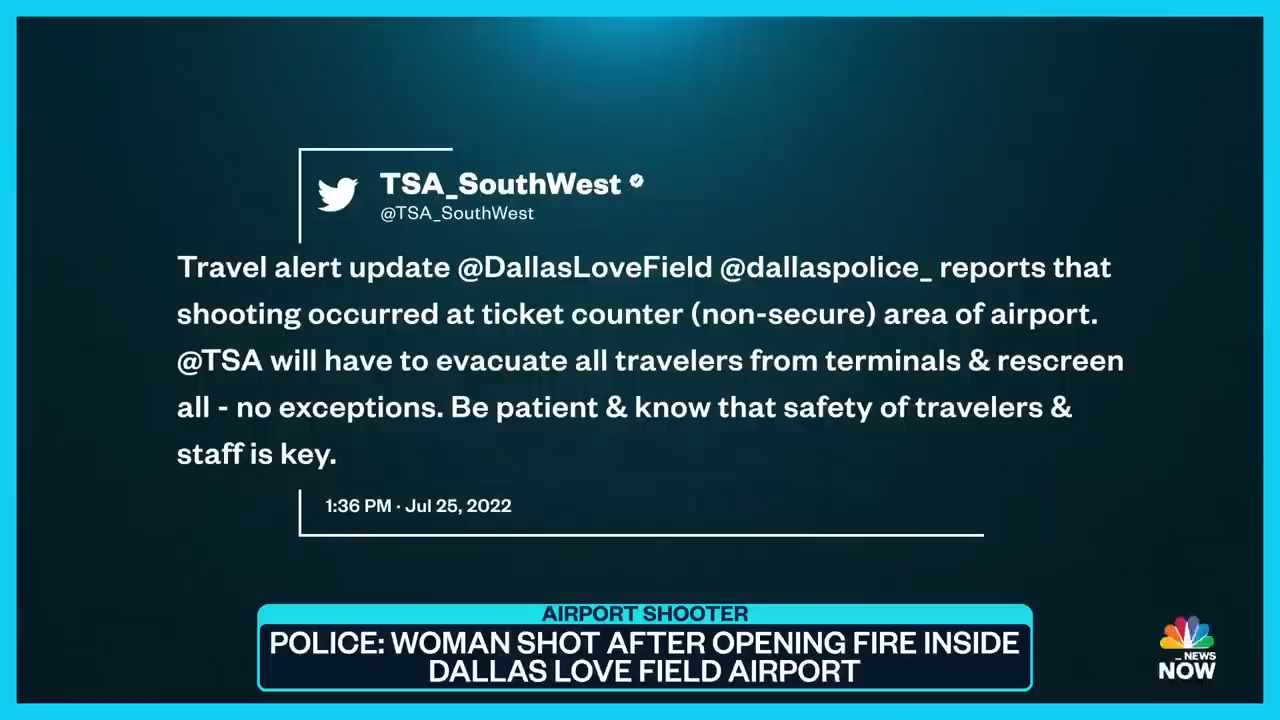 TSA_SouthWest
@TSA_SouthWest
Travel alert update @DallasLoveField @dallaspolice_ reports that
shooting occurred at ticket counter (non-secure) area of airport.
@TSA will have to evacuate all travelers from terminals & rescreen
all - no exceptions. Be patient & know that safety of travelers &
staff is key.
1:36 PM · Jul 25, 2022
AIRPORT SHOOTER
POLICE: WOMAN SHOT AFTER OPENING FIRE INSIDE
DALLAS LOVE FIELD AIRPORT
_NEWS
NOW